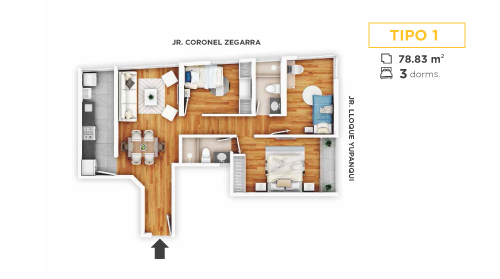 JR. CORONEL ZEGARRA
TIPO 1
78.83 m²
3 dorms.
JR. LLOQUE YUPANQUI